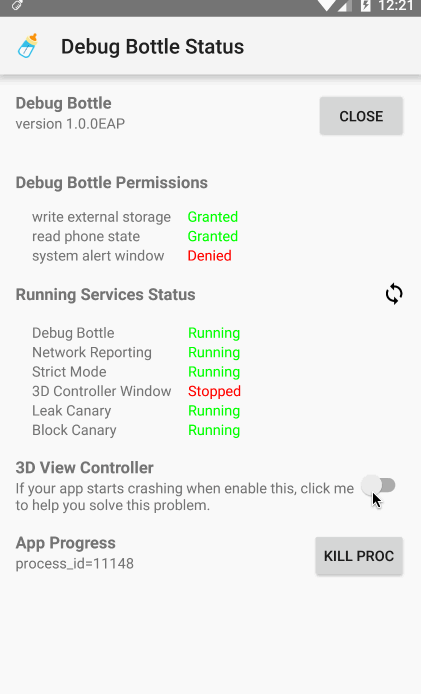 12:21
Debug Bottle Status
Debug Bottle
version 1.0.0EAP
CLOSE
Debug Bottle Permissions
write external storage Granted
read phone state Granted
system alert window Denied
Running Services Status
Debug Bottle Running
Network Reporting Running
Strict Mode Running
3D Controller Window Stopped
Leak Canary Running
Block Canary Running
3D View Controller
If your app starts crashing when enable this, click me
to help you solve this problem.
App Progress
process_id=11148
KILL PROC